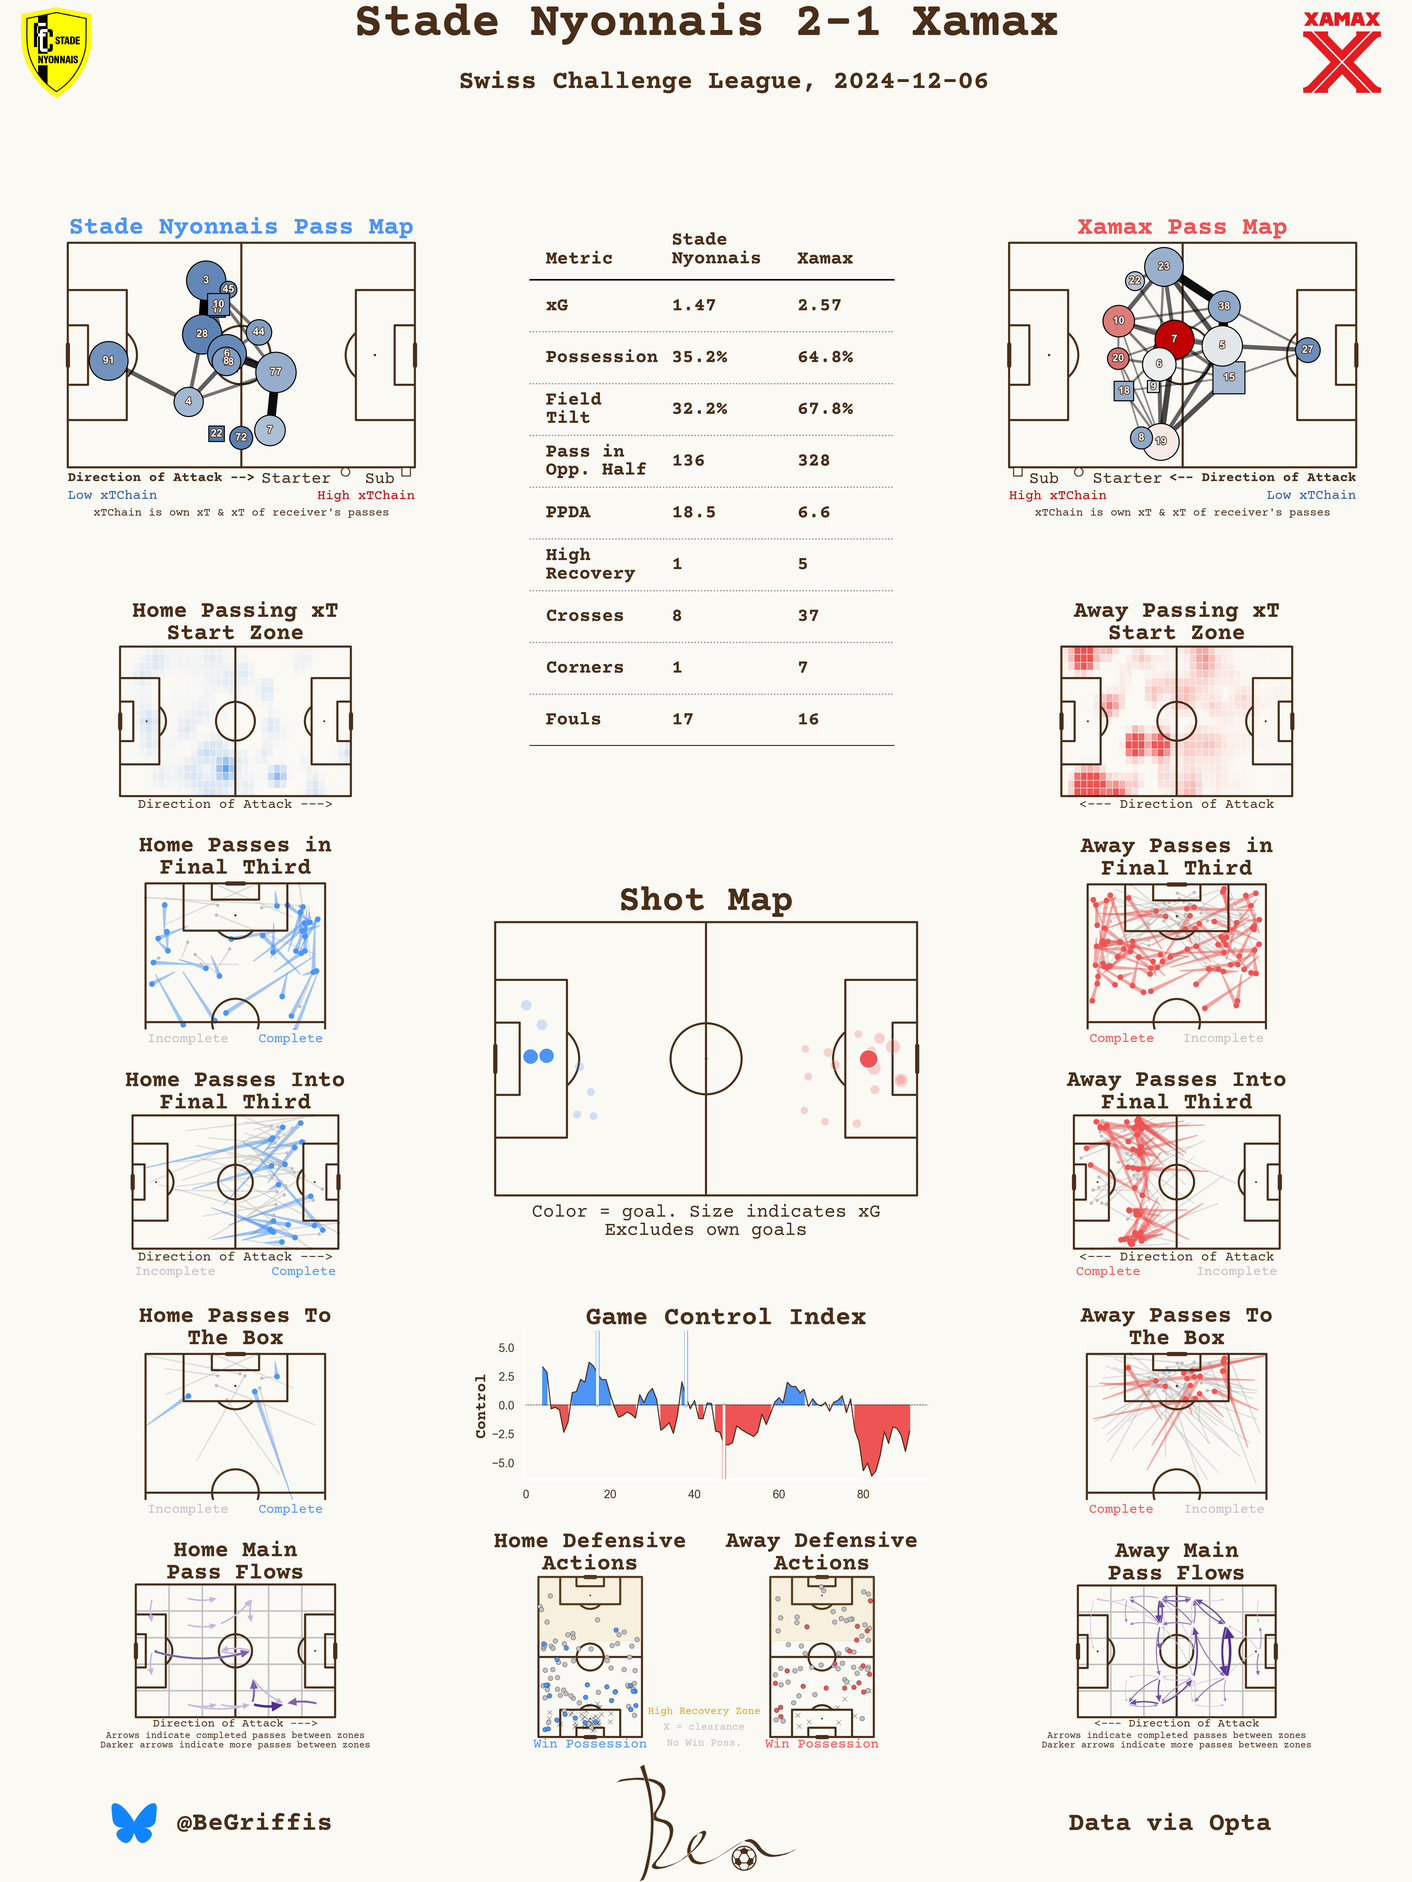 Stade Nyonnais 2-1 Xamax
Swiss Challenge League, 2024-12-06
FC STADE
NYONNAIS
XAMAX
Stade Nyonnais Pass Map
3
45
10
17
28
44
6
8
91
77
4
7
22
72
Direction of Attack --> Starter Sub
Low xTChain High xTChain
xTChain is own xT & xT of receiver's passes
Metric Stade Nyonnais Xamax
xG 1.47 2.57
Possession 35.2% 64.8%
Field Tilt 32.2% 67.8%
Pass in Opp. Half 136 328
PPDA 18.5 6.6
High Recovery 1 5
Crosses 8 37
Corners 1 7
Fouls 17 16
Xamax Pass Map
23
22
38
10
7
5
27
20
6
15
18
9
8
19
Sub Starter <-- Direction of Attack
High xTChain Low xTChain
xTChain is own xT & xT of receiver's passes
Home Passing xT
Start Zone
Direction of Attack --->
Away Passing xT
Start Zone
<--- Direction of Attack
Home Passes in
Final Third
Incomplete Complete
Away Passes in
Final Third
Complete Incomplete
Shot Map
Color = goal. Size indicates xG
Excludes own goals
Home Passes Into
Final Third
Direction of Attack --->
Incomplete Complete
Away Passes Into
Final Third
<--- Direction of Attack
Complete Incomplete
Home Passes To
The Box
Incomplete Complete
Game Control Index
Control
5.0
2.5
0.0
−2.5
−5.0
0 20 40 60 80
Away Passes To
The Box
Complete Incomplete
Home Main
Pass Flows
Direction of Attack --->
Arrows indicate completed passes between zones
Darker arrows indicate more passes between zones
Home Defensive
Actions
Win Possession
Away Defensive
Actions
Win Possession
High Recovery Zone
X = clearance
No Win Poss.
Away Main
Pass Flows
<--- Direction of Attack
Arrows indicate completed passes between zones
Darker arrows indicate more passes between zones
@BeGriffis
Ben
Data via Opta